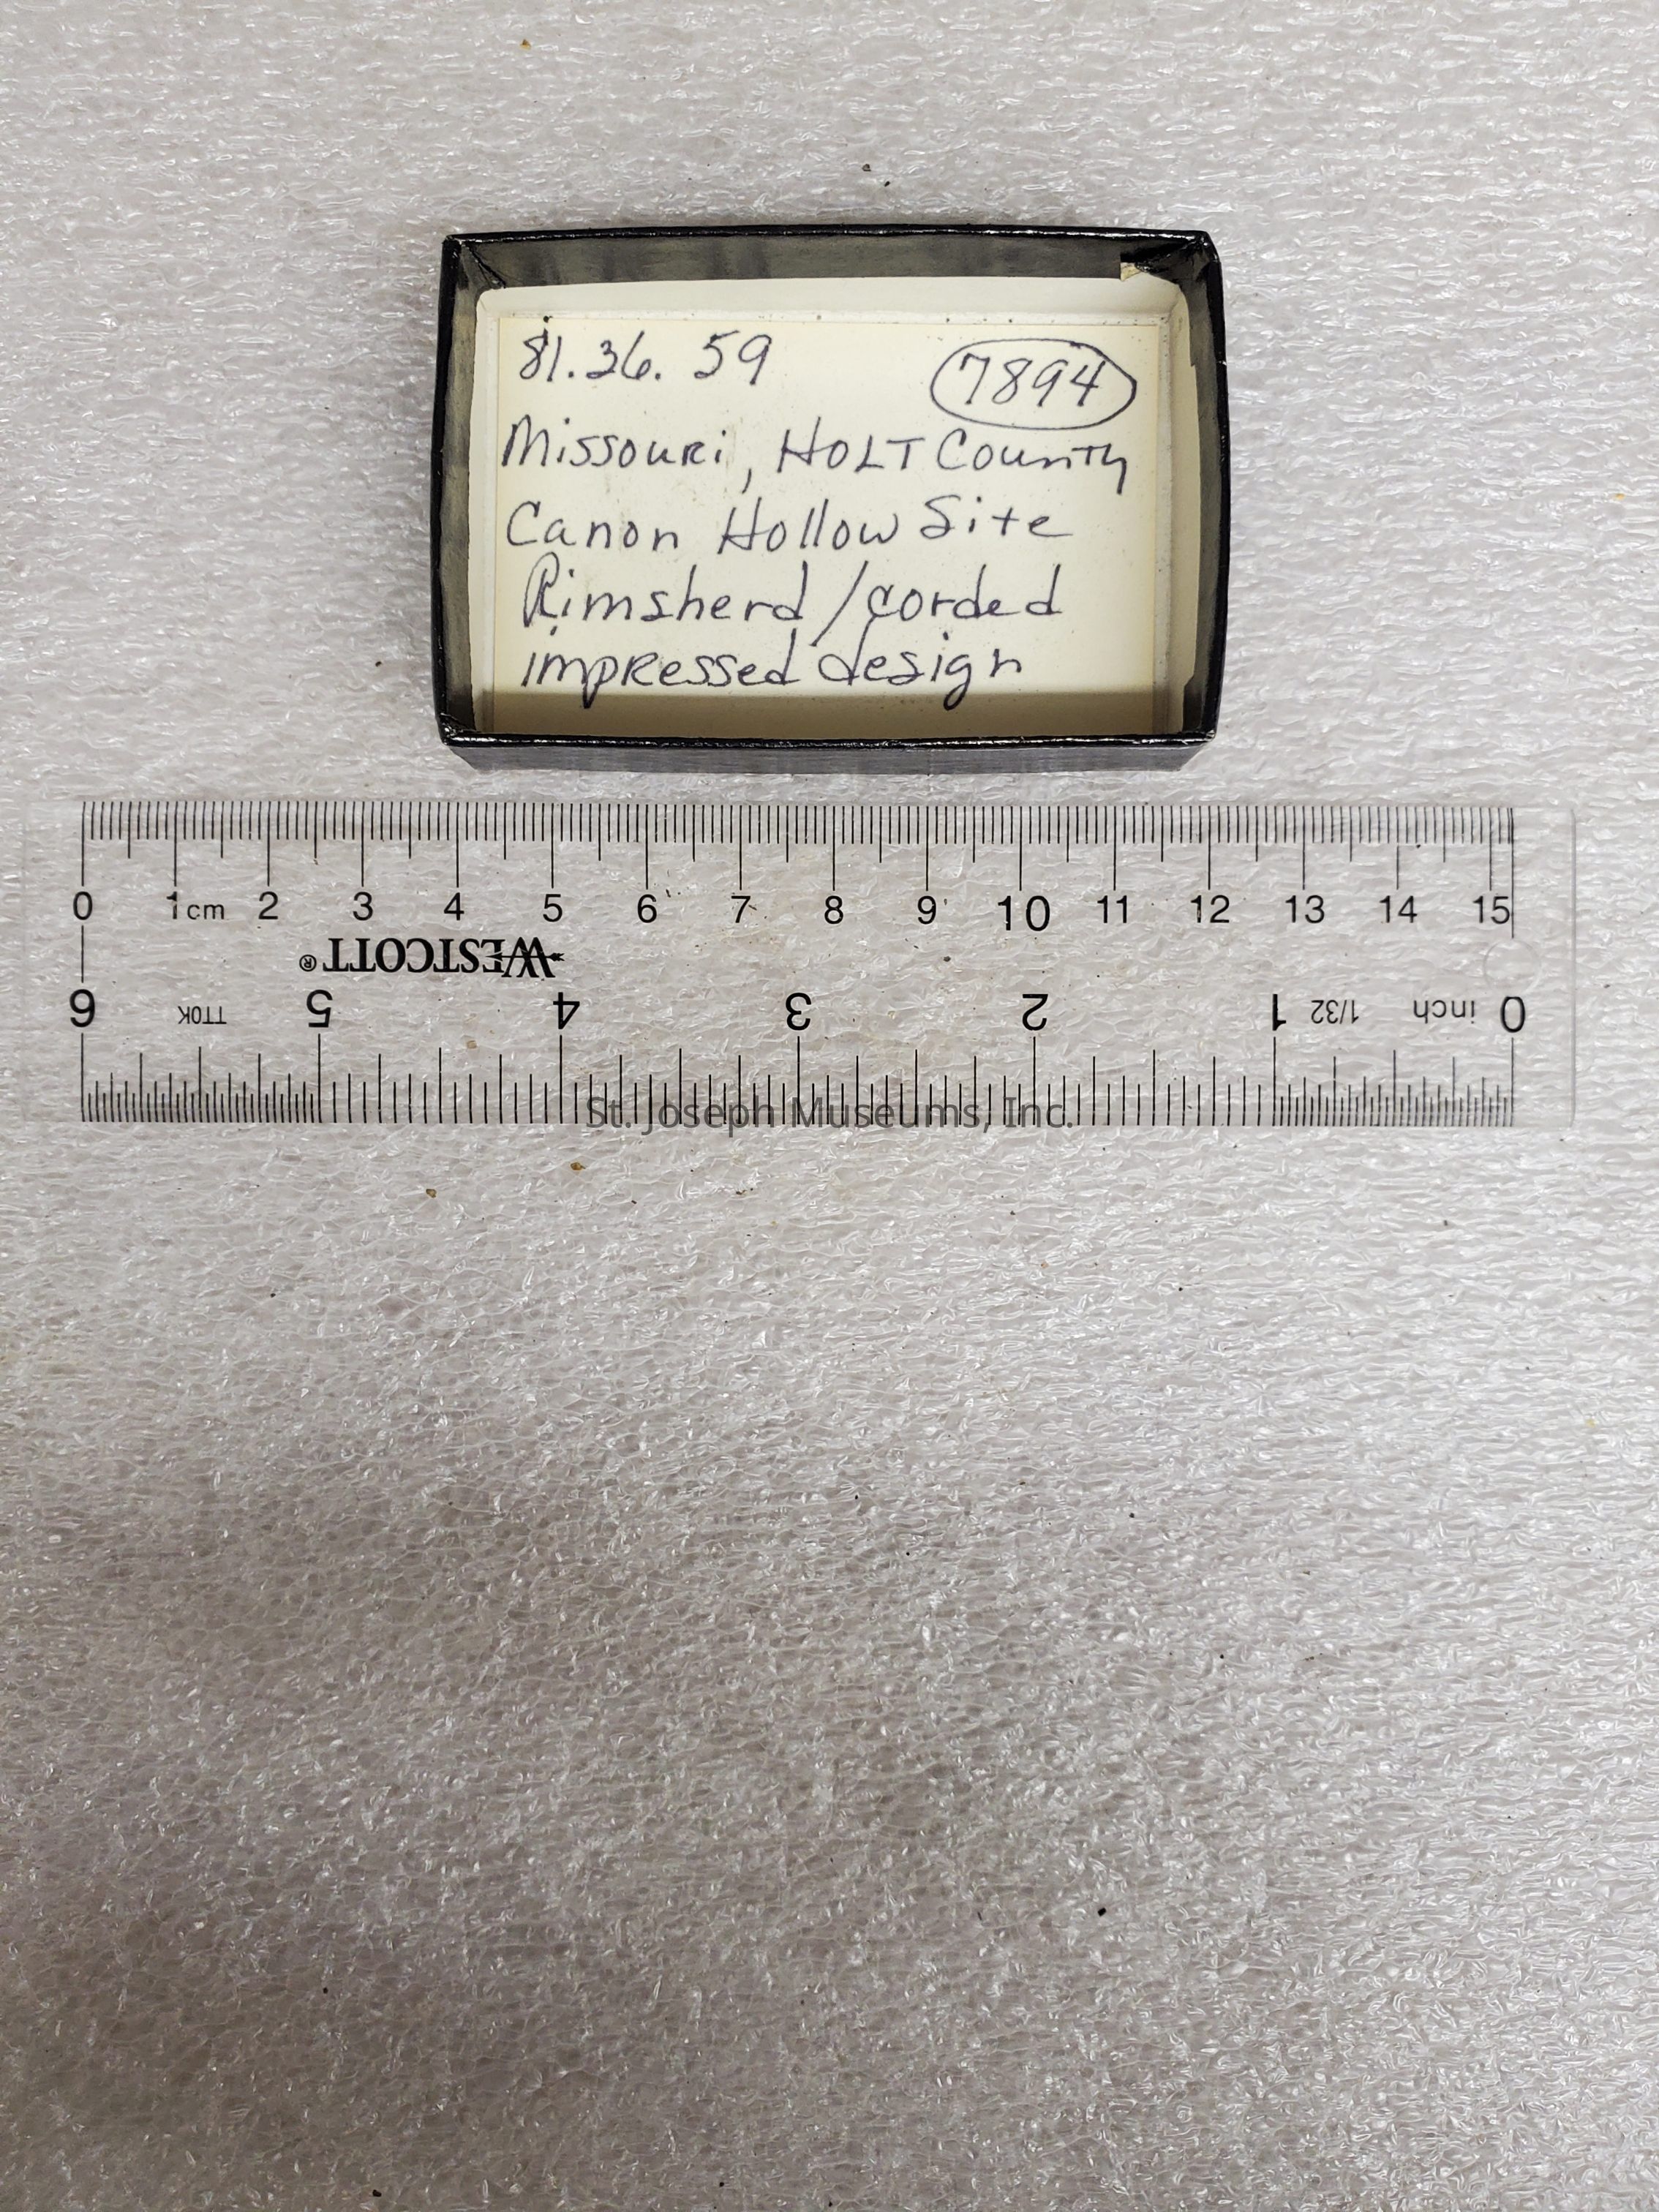 81.36.59 7894
Missouri, Holt County
Canon Hollow Site
Rimsherd/corded
impressed design
0 1cm 2 3 4 5 6 7 8 9 10 11 12 13 14 15
WESTCOTT®
6 TTOK 5 4 3 2 1 1/32 inch 0
St. Joseph Museums, Inc.